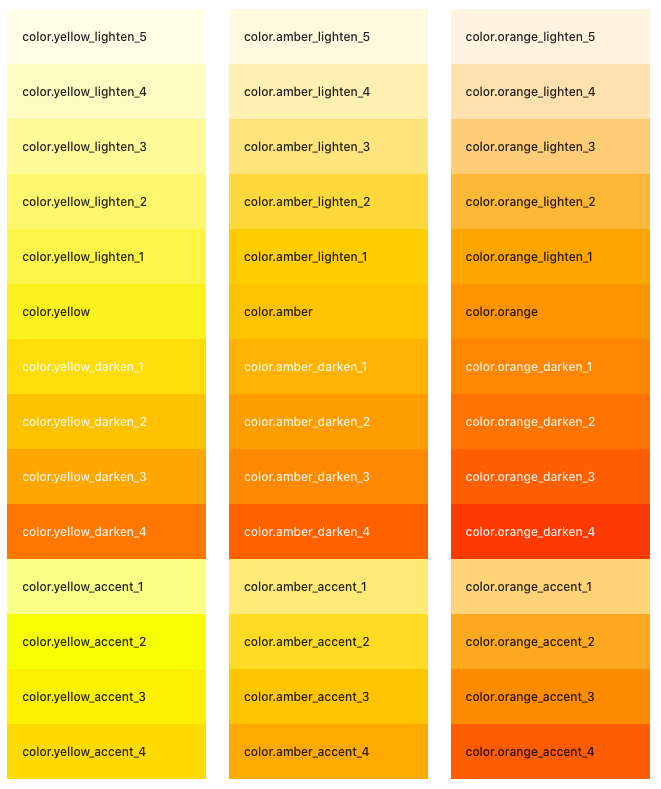 color.yellow_lighten_5
color.yellow_lighten_4
color.yellow_lighten_3
color.yellow_lighten_2
color.yellow_lighten_1
color.yellow
color.yellow_darken_1
color.yellow_darken_2
color.yellow_darken_3
color.yellow_darken_4
color.yellow_accent_1
color.yellow_accent_2
color.yellow_accent_3
color.yellow_accent_4
color.amber_lighten_5
color.amber_lighten_4
color.amber_lighten_3
color.amber_lighten_2
color.amber_lighten_1
color.amber
color.amber_darken_1
color.amber_darken_2
color.amber_darken_3
color.amber_darken_4
color.amber_accent_1
color.amber_accent_2
color.amber_accent_3
color.amber_accent_4
color.orange_lighten_5
color.orange_lighten_4
color.orange_lighten_3
color.orange_lighten_2
color.orange_lighten_1
color.orange
color.orange_darken_1
color.orange_darken_2
color.orange_darken_3
color.orange_darken_4
color.orange_accent_1
color.orange_accent_2
color.orange_accent_3
color.orange_accent_4